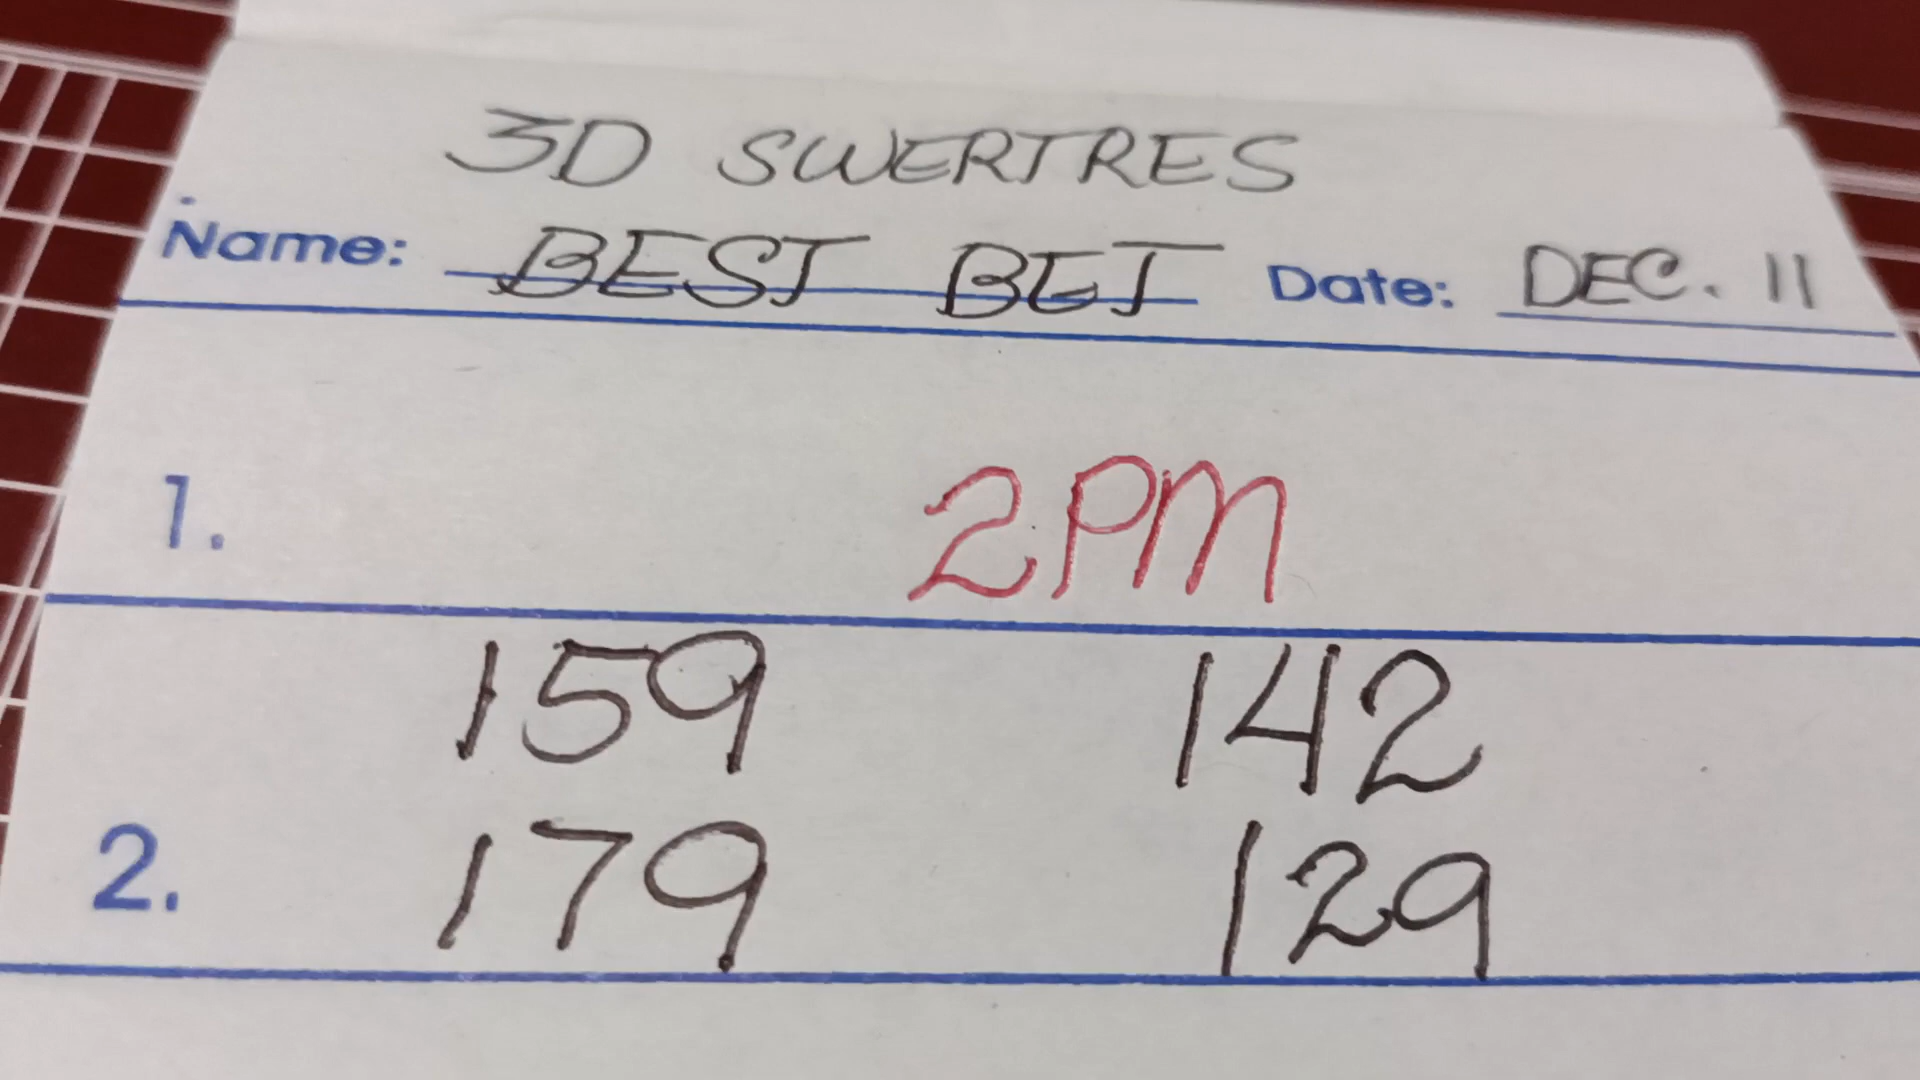 3D SWERTRES
Name: BEST BET Date: DEC. 11
1. 2PM
159 142
2. 179 129